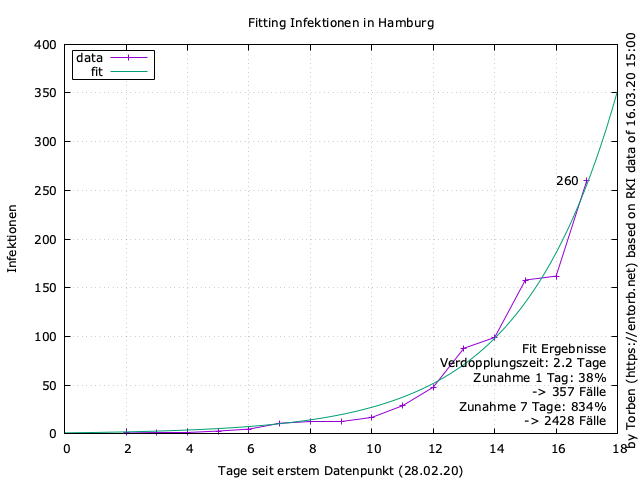 Fitting Infektionen in Hamburg
400
350
300
250
200
150
100
50
0
Infektionen
data
fit
260
Fit Ergebnisse
Verdopplungszeit: 2.2 Tage
Zunahme 1 Tag: 38%
-> 357 Fälle
Zunahme 7 Tage: 834%
-> 2428 Fälle
0 2 4 6 8 10 12 14 16 18
Tage seit erstem Datenpunkt (28.02.20)
by Torben (https://entorb.net) based on RKI data of 16.03.20 15:00